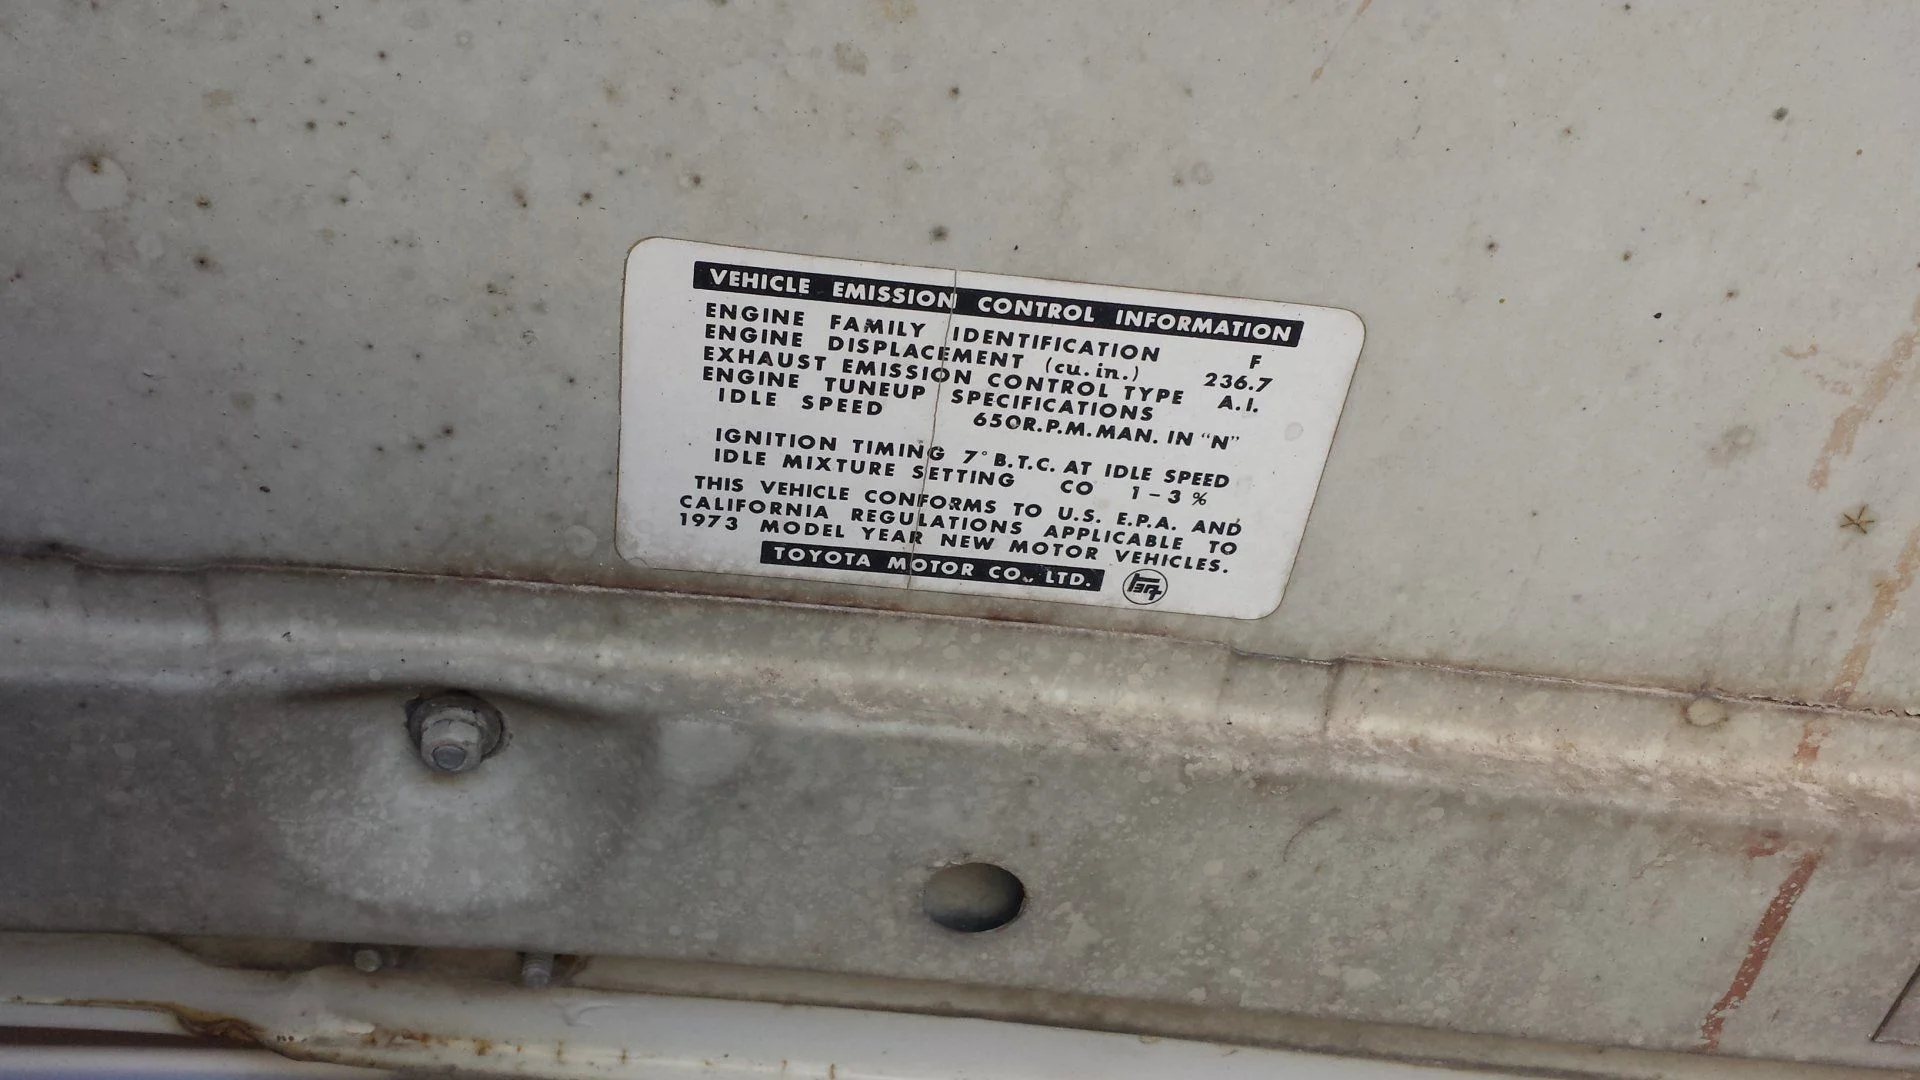 VEHICLE EMISSION CONTROL INFORMATION
ENGINE FAMILY IDENTIFICATION F
ENGINE DISPLACEMENT (cu. in.) 236.7
EXHAUST EMISSION CONTROL TYPE A.I.
ENGINE TUNEUP SPECIFICATIONS
IDLE SPEED 650R.P.M.MAN. IN "N"
IGNITION TIMING 7° B.T.C. AT IDLE SPEED
IDLE MIXTURE SETTING CO 1-3%
THIS VEHICLE CONFORMS TO U.S. E.P.A. AND
CALIFORNIA REGULATIONS APPLICABLE TO
1973 MODEL YEAR NEW MOTOR VEHICLES.
TOYOTA MOTOR CO., LTD. TEQ